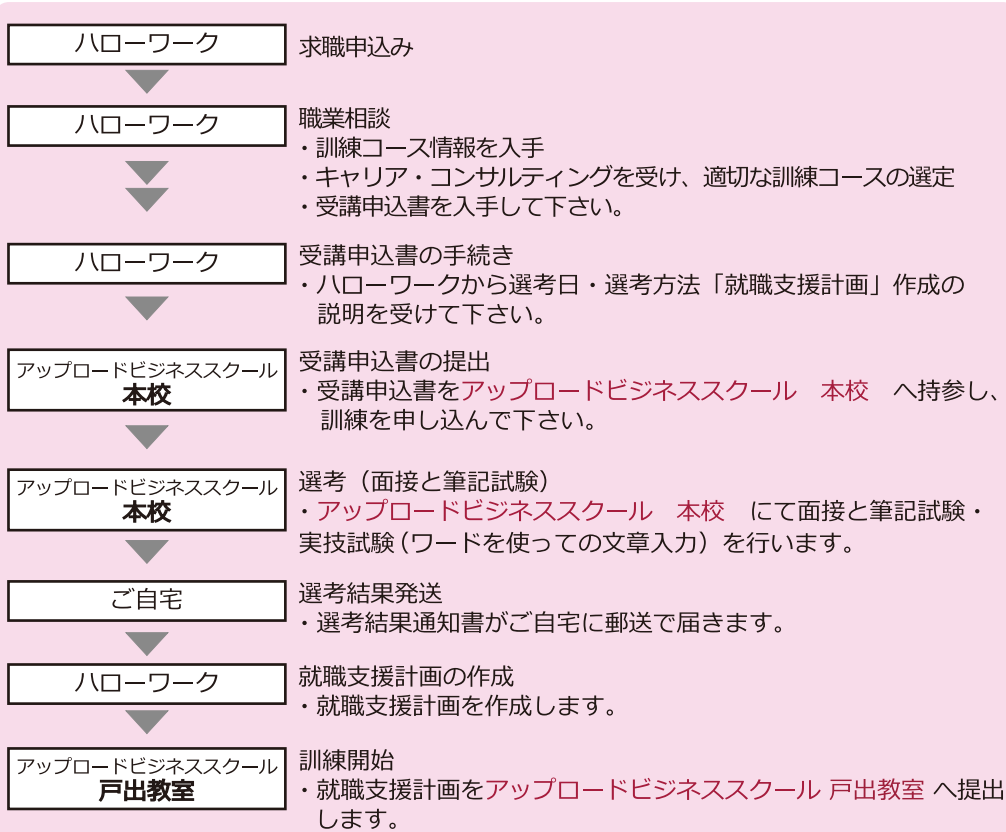 ハローワーク
求職申込み
ハローワーク
職業相談
・訓練コース情報を入手
・キャリア・コンサルティングを受け、適切な訓練コースの選定
・受講申込書を入手して下さい。
ハローワーク
受講申込書の手続き
・ハローワークから選考日・選考方法「就職支援計画」作成の
説明を受けて下さい。
アップロードビジネススクール
本校
受講申込書の提出
・受講申込書をアップロードビジネススクール　本校　へ持参し、
訓練を申し込んで下さい。
アップロードビジネススクール
本校
選考（面接と筆記試験）
・アップロードビジネススクール　本校　にて面接と筆記試験・
実技試験（ワードを使っての文章入力）を行います。
ご自宅
選考結果発送
・選考結果通知書がご自宅に郵送で届きます。
ハローワーク
就職支援計画の作成
・就職支援計画を作成します。
アップロードビジネススクール
戸出教室
訓練開始
・就職支援計画をアップロードビジネススクール 戸出教室 へ提出
します。